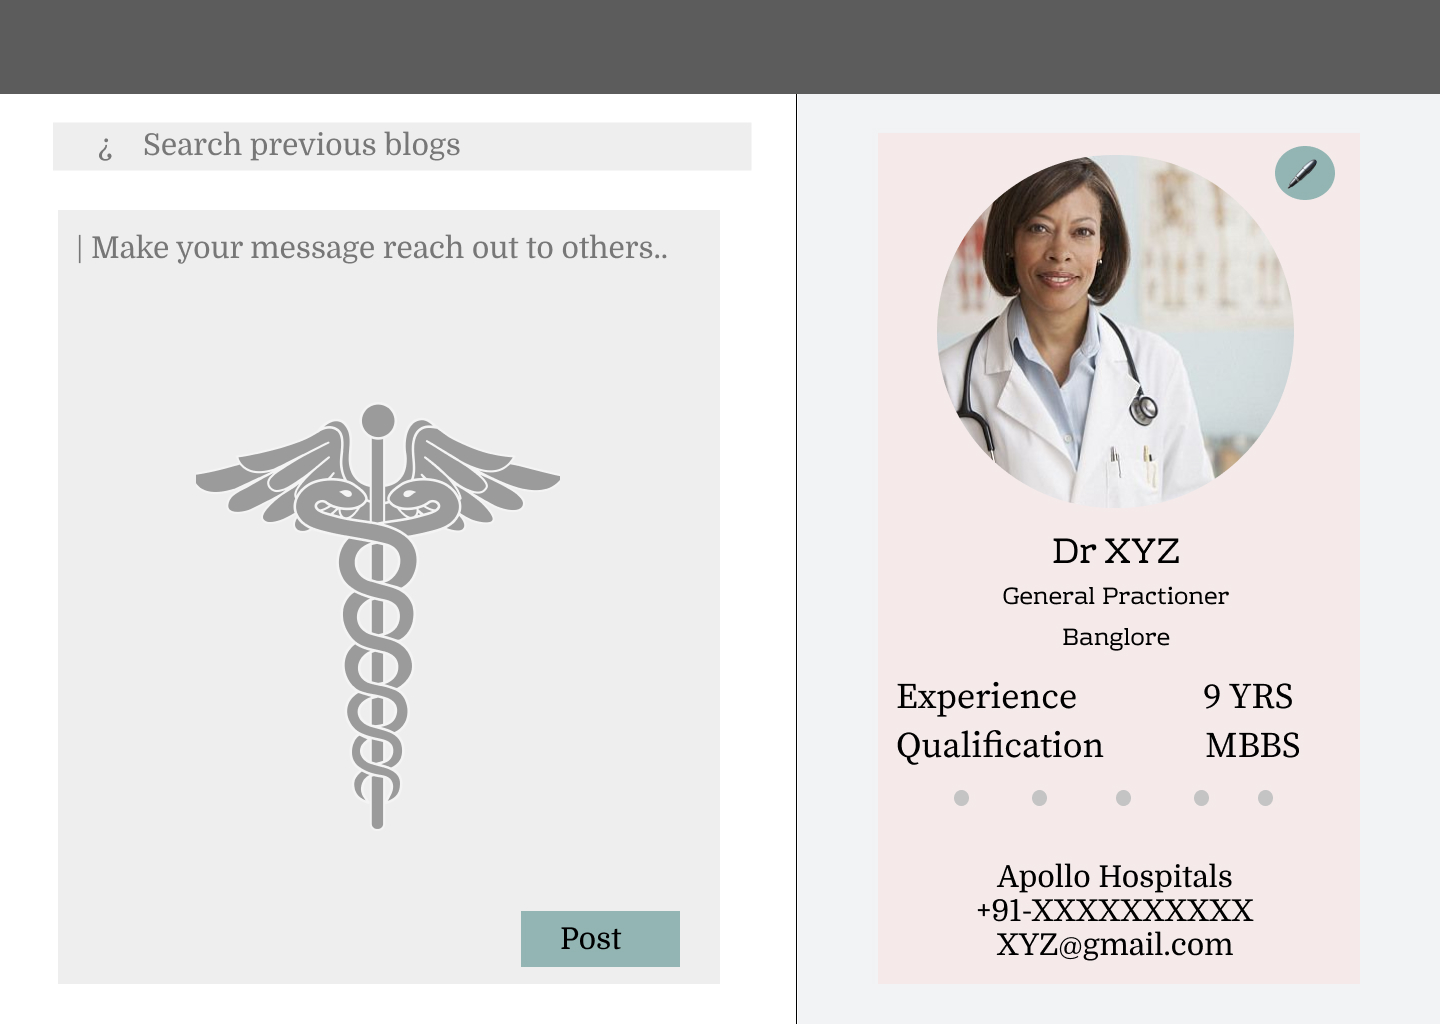 ¿ Search previous blogs
| Make your message reach out to others..
Post
Dr XYZ
General Practioner
Banglore
Experience 9 YRS
Qualification MBBS
Apollo Hospitals
+91-XXXXXXXXXX
XYZ@gmail.com